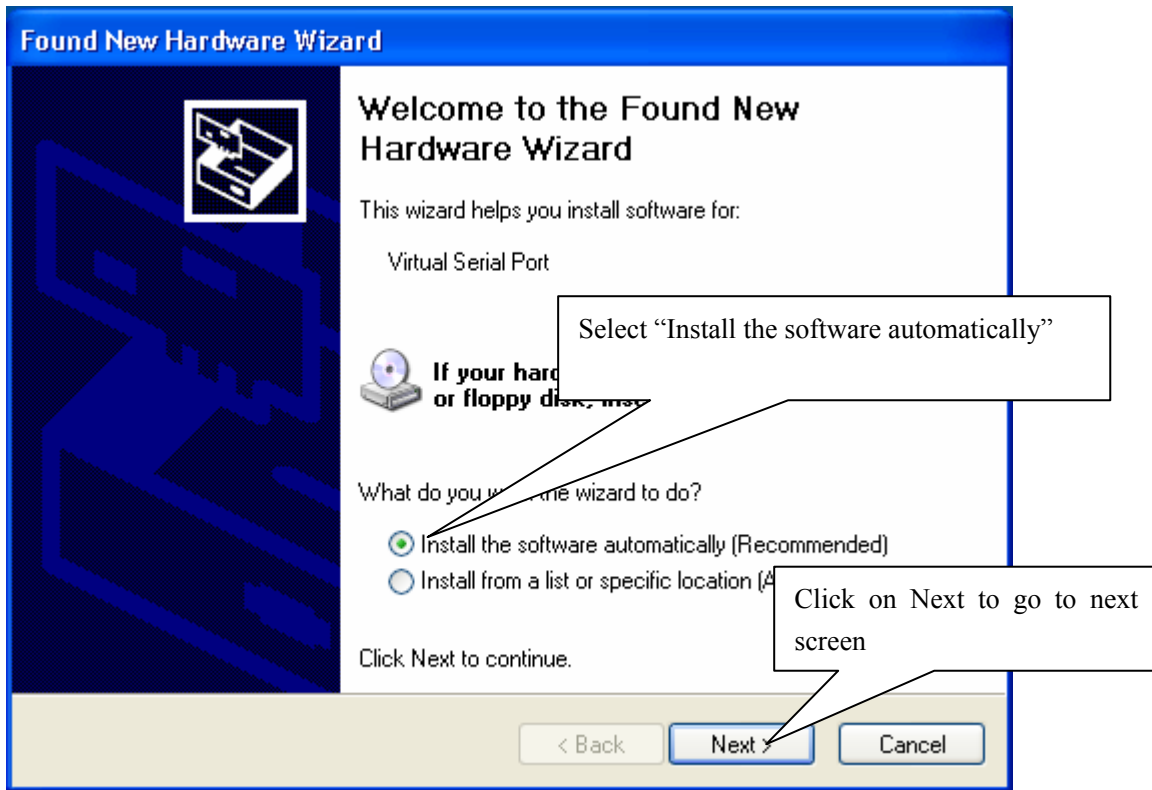 Found New Hardware Wizard
Welcome to the Found New
Hardware Wizard
This wizard helps you install software for:
Virtual Serial Port
Select “Install the software automatically”
If your
or floppy
What do you the wizard to do?
Install the software automatically (Recommended)
Install from a list or specific location
Click on Next to go to next
screen
Click Next to continue.
< Back
Next >
Cancel